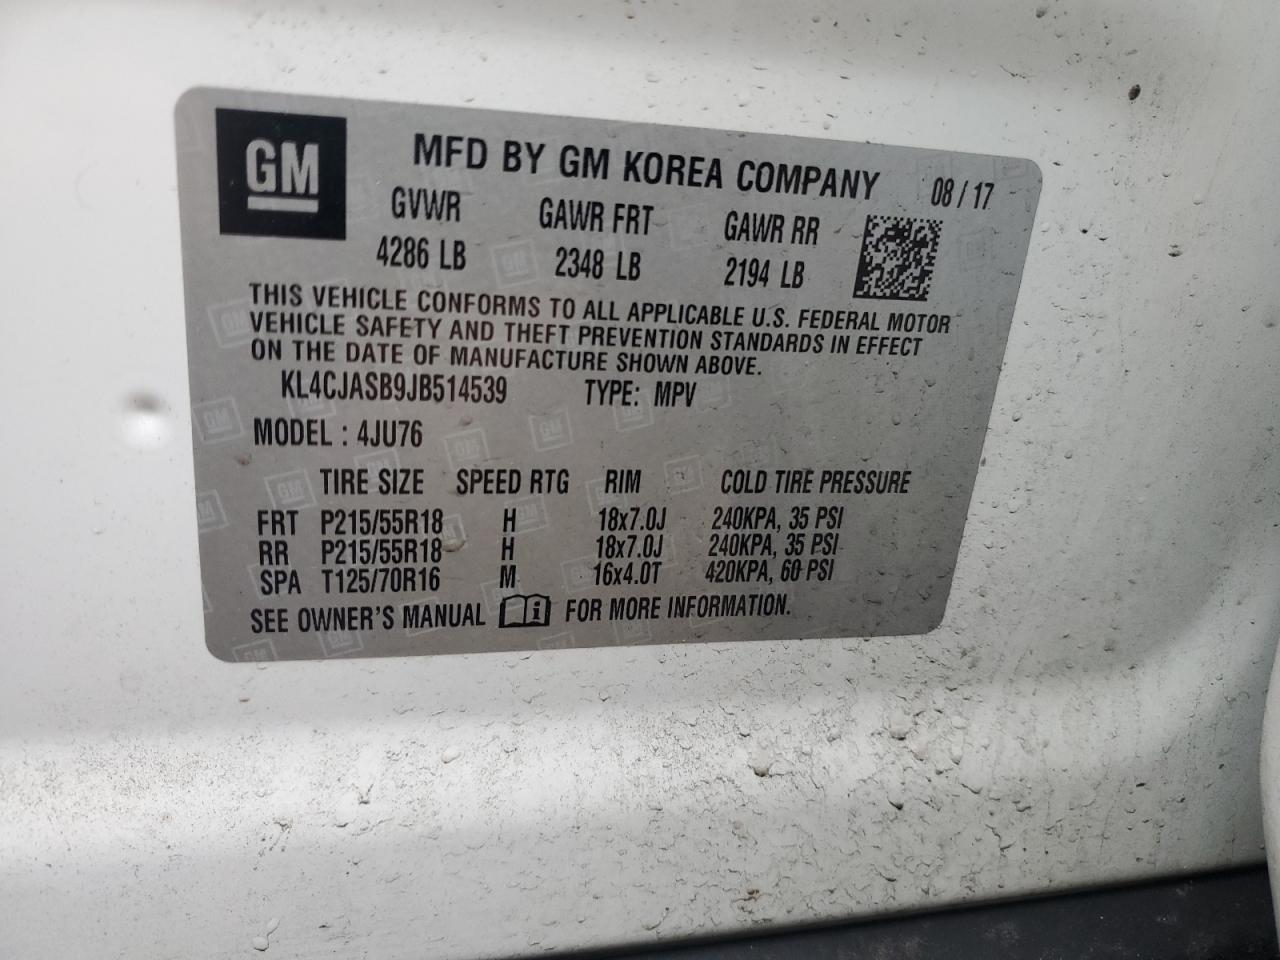 GM
MFD BY GM KOREA COMPANY 08 / 17
GVWR GAWR FRT GAWR RR
4286 LB 2348 LB 2194 LB
THIS VEHICLE CONFORMS TO ALL APPLICABLE U.S. FEDERAL MOTOR
VEHICLE SAFETY AND THEFT PREVENTION STANDARDS IN EFFECT
ON THE DATE OF MANUFACTURE SHOWN ABOVE.
KL4CJASB9JB514539 TYPE: MPV
MODEL : 4JU76
TIRE SIZE SPEED RTG RIM COLD TIRE PRESSURE
FRT P215/55R18 H 18x7.0J 240KPA, 35 PSI
RR P215/55R18 H 18x7.0J 240KPA, 35 PSI
SPA T125/70R16 M 16x4.0T 420KPA, 60 PSI
SEE OWNER'S MANUAL i FOR MORE INFORMATION.